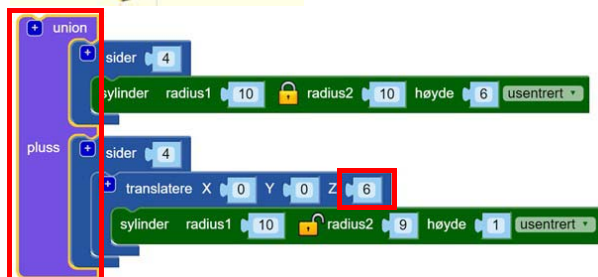 + union
+ sider 4
sylinder radius1 10 radius2 10 høyde 6 usentrert
pluss + sider 4
+ translatere X 0 Y 0 Z 6
sylinder radius1 10 radius2 9 høyde 1 usentrert